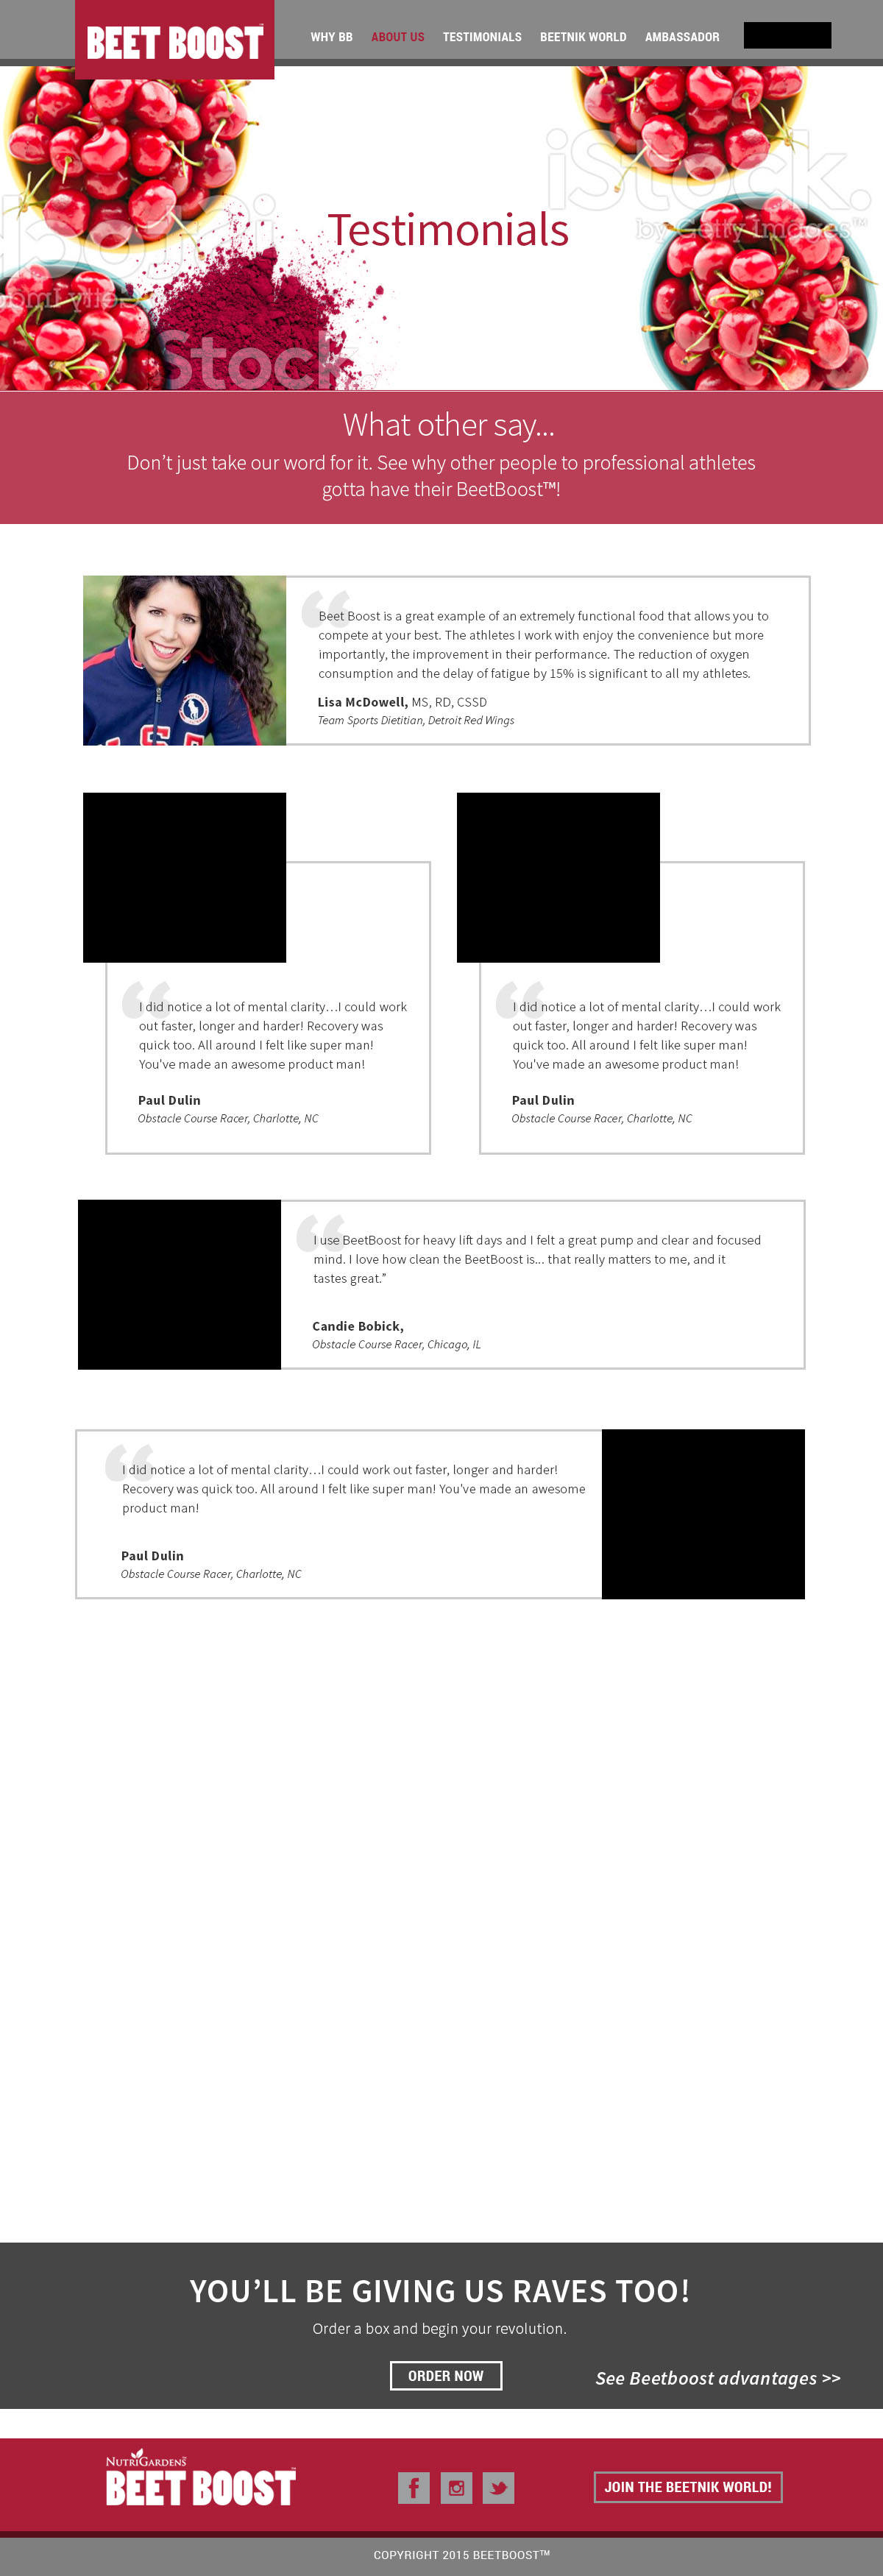 BEET BOOST™
WHY BB ABOUT US TESTIMONIALS BEETNIK WORLD AMBASSADOR
iStock.
by Getty Images™
Testimonials
iStock
What other say...
Don’t just take our word for it. See why other people to professional athletes
gotta have their BeetBoost™!
Beet Boost is a great example of an extremely functional food that allows you to
compete at your best. The athletes I work with enjoy the convenience but more
importantly, the improvement in their performance. The reduction of oxygen
consumption and the delay of fatigue by 15% is significant to all my athletes.
Lisa McDowell, MS, RD, CSSD
Team Sports Dietitian, Detroit Red Wings
I did notice a lot of mental clarity…I could work
out faster, longer and harder! Recovery was
quick too. All around I felt like super man!
You've made an awesome product man!
Paul Dulin
Obstacle Course Racer, Charlotte, NC
I did notice a lot of mental clarity…I could work
out faster, longer and harder! Recovery was
quick too. All around I felt like super man!
You've made an awesome product man!
Paul Dulin
Obstacle Course Racer, Charlotte, NC
I use BeetBoost for heavy lift days and I felt a great pump and clear and focused
mind. I love how clean the BeetBoost is... that really matters to me, and it
tastes great.”
Candie Bobick,
Obstacle Course Racer, Chicago, IL
I did notice a lot of mental clarity…I could work out faster, longer and harder!
Recovery was quick too. All around I felt like super man! You've made an awesome
product man!
Paul Dulin
Obstacle Course Racer, Charlotte, NC
YOU’LL BE GIVING US RAVES TOO!
Order a box and begin your revolution.
ORDER NOW
See Beetboost advantages >>
NUTRIGARDENS™
BEET BOOST™
JOIN THE BEETNIK WORLD!
COPYRIGHT 2015 BEETBOOST™